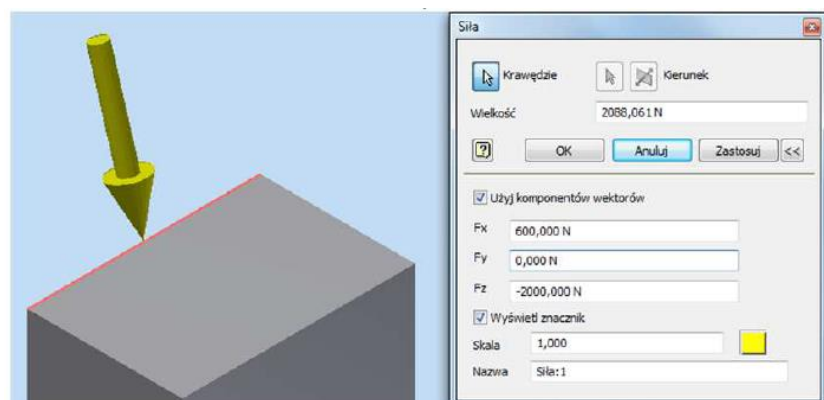 Siła
Krawędzie
Kierunek
Wielkość
2088,061 N
OK
Anuluj
Zastosuj
<<
Użyj komponentów wektorów
Fx
600,000 N
Fy
0,000 N
Fz
-2000,000 N
Wyświetl znacznik
Skala
1,000
Nazwa
Siła:1